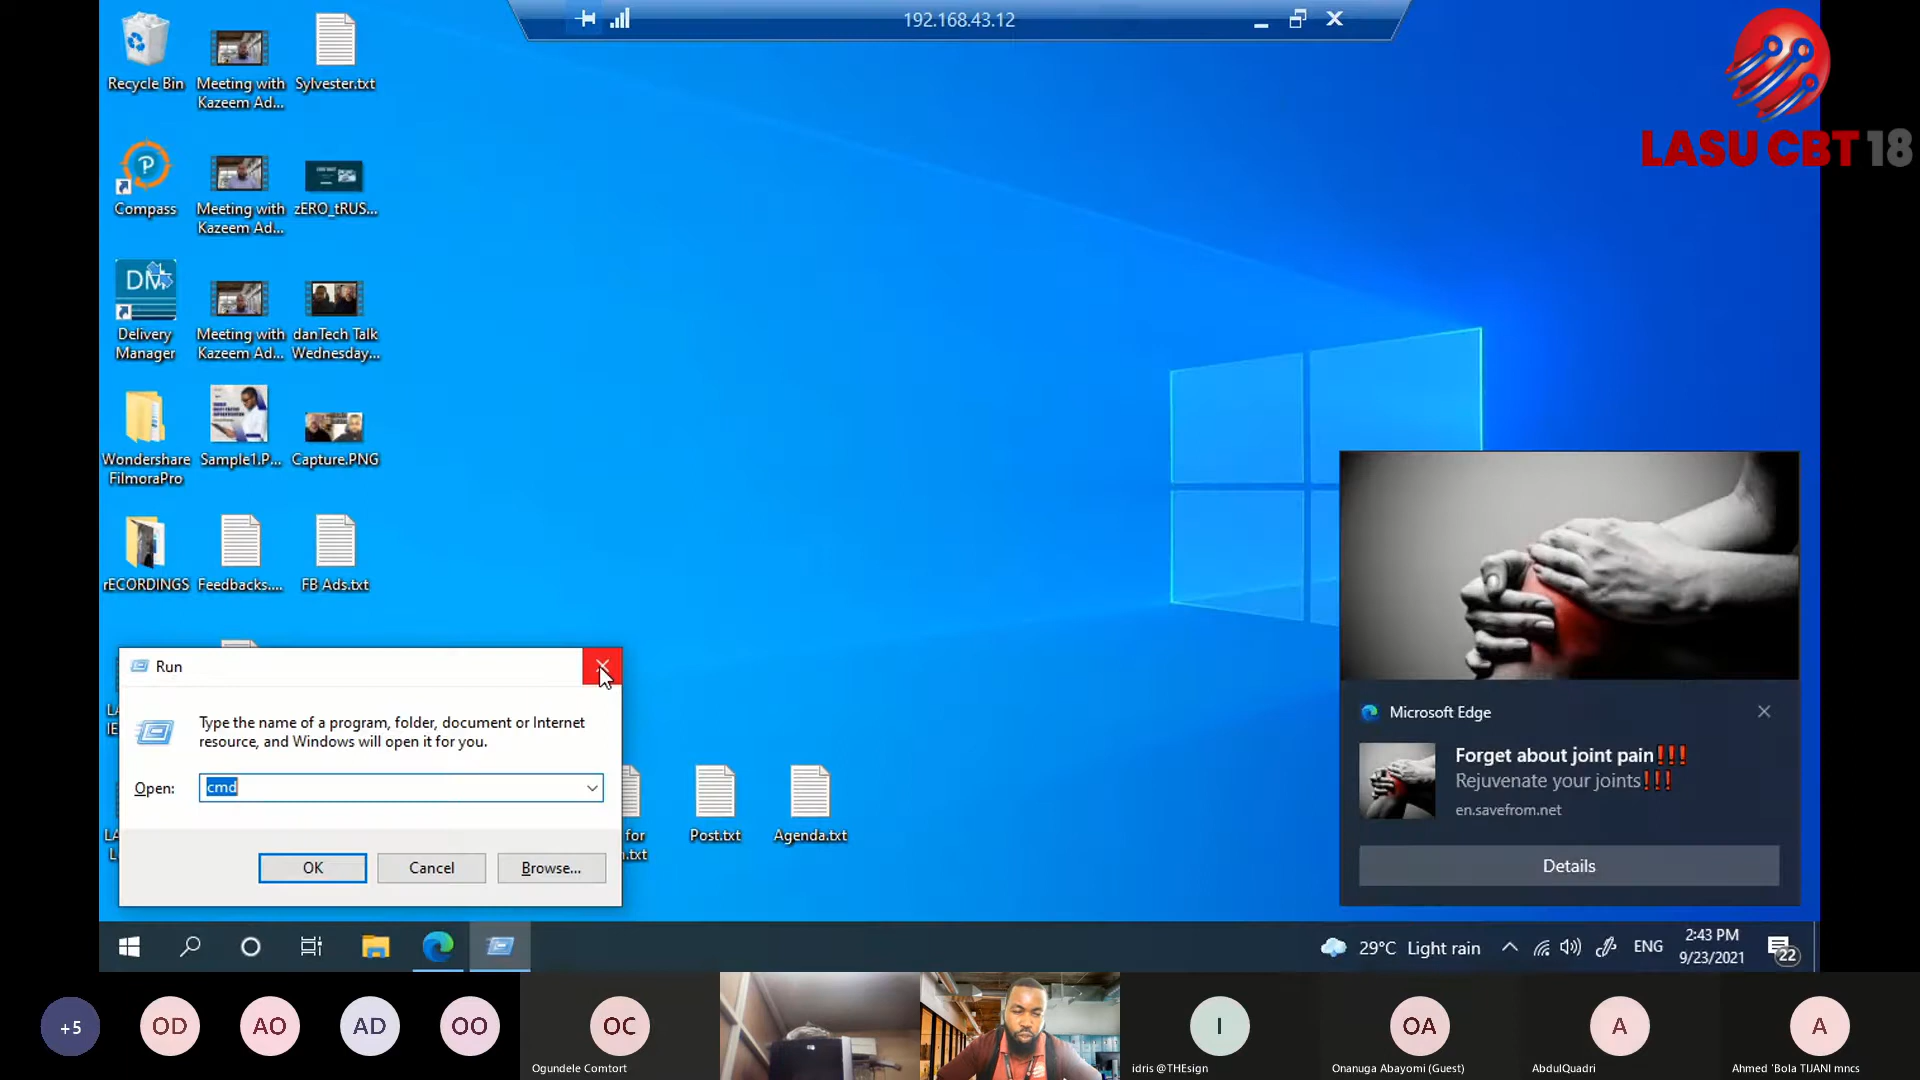 192.168.43.12
LASU CBT 18
Recycle Bin
Meeting with
Kazeem Ad...
Sylvester.txt
Compass
Meeting with
Kazeem Ad...
zERO_tRUS...
DM
Delivery
Manager
Meeting with
Kazeem Ad...
danTech Talk
Wednesday...
Wondershare
FilmoraPro
Sample1.P...
Capture.PNG
rECORDINGS
Feedbacks....
FB Ads.txt
Run
Type the name of a program, folder, document or Internet
resource, and Windows will open it for you.
Open:
cmd
OK
Cancel
Browse...
for
Post.txt
Agenda.txt
Microsoft Edge
Forget about joint pain!!!
Rejuvenate your joints!!!
en.savefrom.net
Details
29°C Light rain
ENG
2:43 PM
9/23/2021
22
+5
OD
AO
AD
OO
OC
Ogundele Comfort
I
idris @THEsign
OA
Onanuga Abayomi (Guest)
A
AbdulQuadri
A
Ahmed 'Bola TIJANI mncs